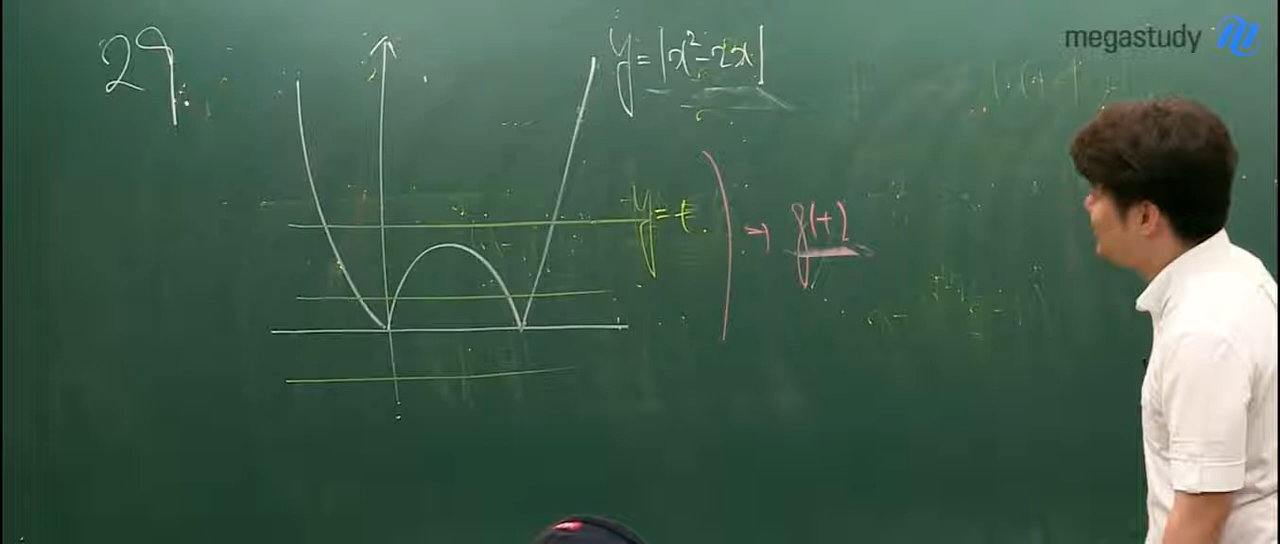 29
y=|x²-2x|
megastudy
y=t
→ g(t)